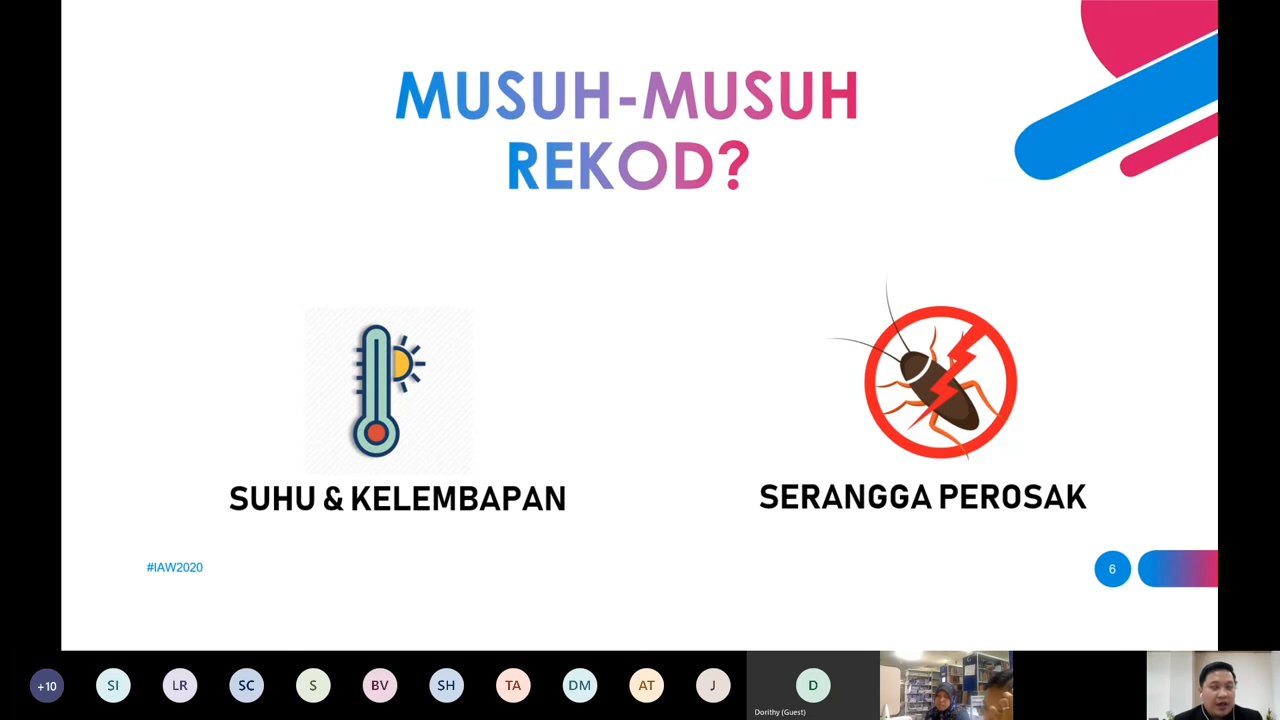 MUSUH-MUSUH
REKOD?
SUHU & KELEMBAPAN
SERANGGA PEROSAK
#IAW2020
6
+10
SI
LR
SC
S
BV
SH
TA
DM
AT
J
D
Dorithy (Guest)